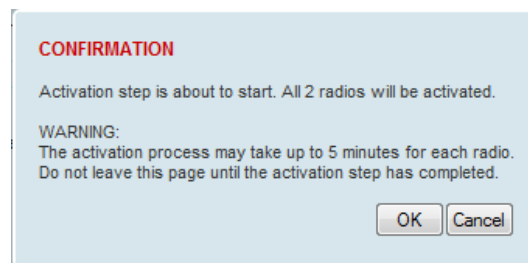 CONFIRMATION
Activation step is about to start. All 2 radios will be activated.
WARNING:
The activation process may take up to 5 minutes for each radio.
Do not leave this page until the activation step has completed.
OK Cancel